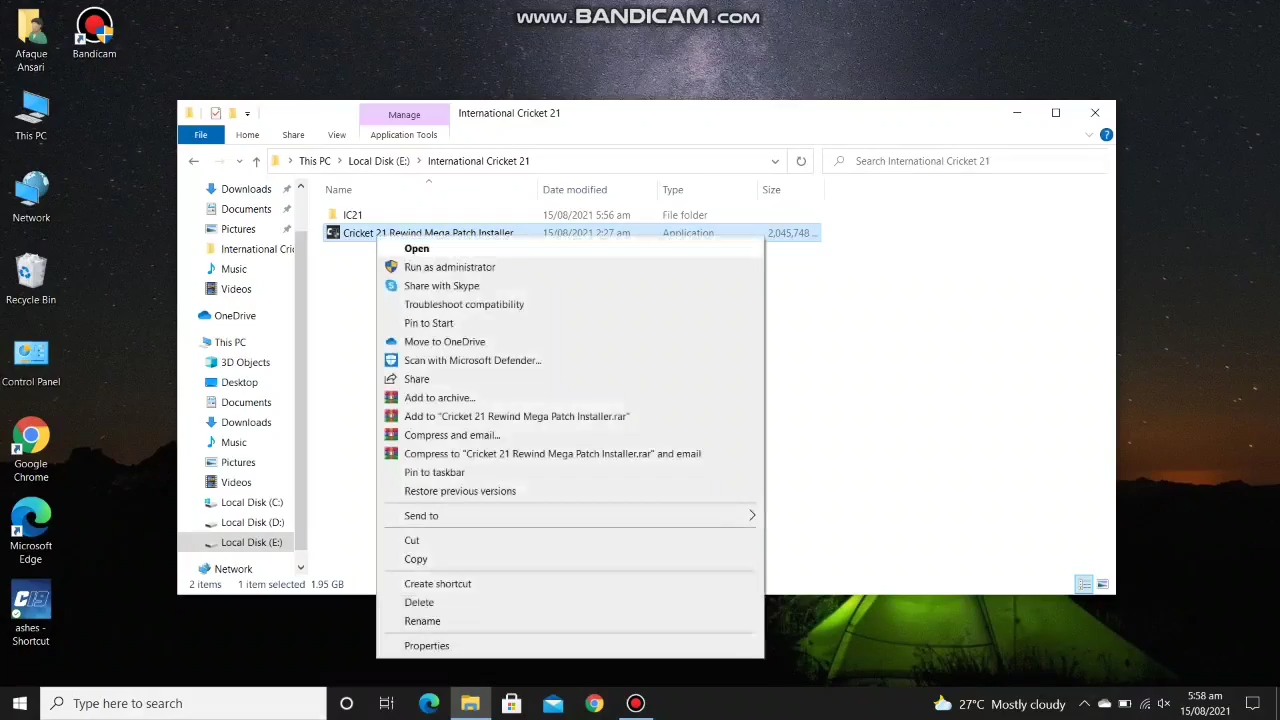 www.BANDICAM.com
Afaque
Ansari
Bandicam
This PC
Network
Recycle Bin
Control Panel
Google
Chrome
Microsoft
Edge
ashes -
Shortcut
Manage
International Cricket 21
File
Home
Share
View
Application Tools
This PC
Local Disk (E:)
International Cricket 21
Search International Cricket 21
Downloads
Documents
Pictures
International Cric
Music
Videos
OneDrive
This PC
3D Objects
Desktop
Documents
Downloads
Music
Pictures
Videos
Local Disk (C:)
Local Disk (D:)
Local Disk (E:)
Network
Name Date modified Type Size
IC21 15/08/2021 5:56 am File folder
Cricket 21 Rewind Mega Patch Installer 15/08/2021 2:27 am Application 2,045,748 ...
Open
Run as administrator
Share with Skype
Troubleshoot compatibility
Pin to Start
Move to OneDrive
Scan with Microsoft Defender...
Share
Add to archive...
Add to "Cricket 21 Rewind Mega Patch Installer.rar"
Compress and email...
Compress to "Cricket 21 Rewind Mega Patch Installer.rar" and email
Pin to taskbar
Restore previous versions
Send to
Cut
Copy
Create shortcut
Delete
Rename
Properties
2 items 1 item selected 1.95 GB
Type here to search
27°C Mostly cloudy
5:58 am
15/08/2021